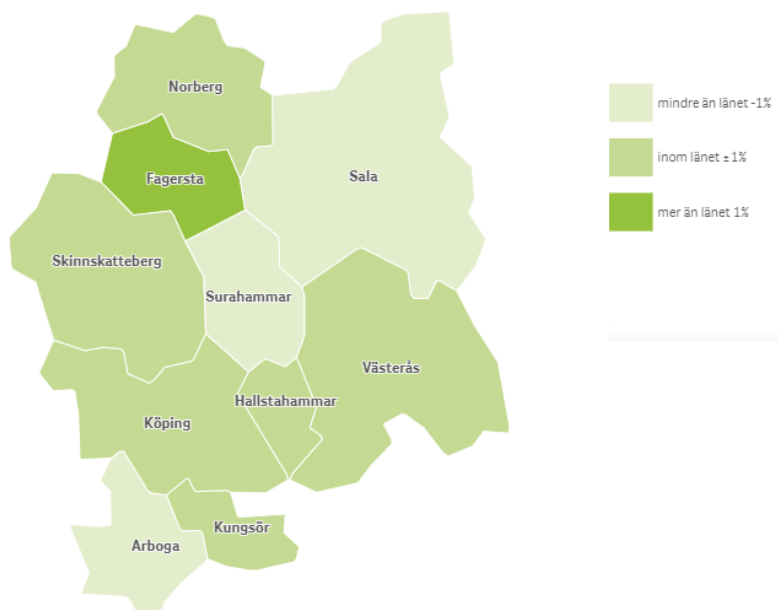 Norberg
Fagersta
Sala
Skinnskatteberg
Surahammar
Västerås
Hallstahammar
Köping
Kungsör
Arboga
mindre än länet -1%
inom länet ±1%
mer än länet 1%